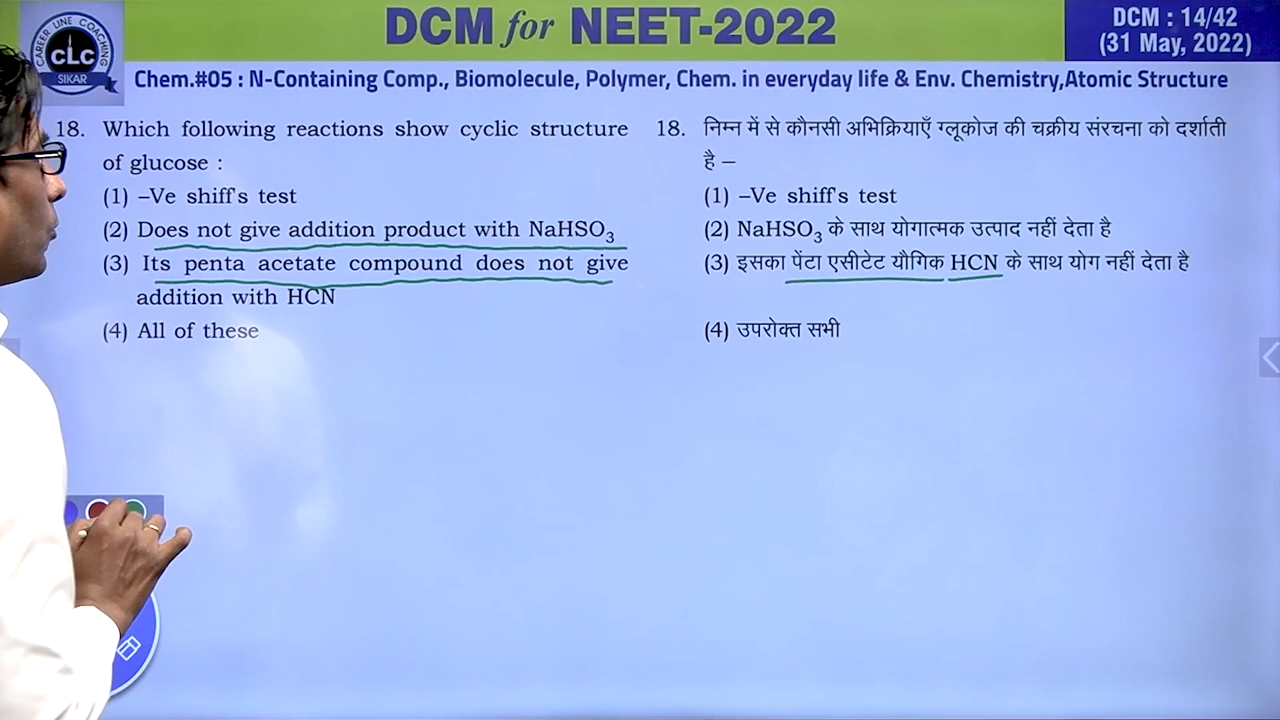 DCM for NEET-2022
DCM : 14/42
(31 May, 2022)
CAREER LINE COACHING
CLC
SIKAR
Chem.#05 : N-Containing Comp., Biomolecule, Polymer, Chem. in everyday life & Env. Chemistry,Atomic Structure
18. Which following reactions show cyclic structure
of glucose :
(1) –Ve shiff's test
(2) Does not give addition product with NaHSO₃
(3) Its penta acetate compound does not give
addition with HCN
(4) All of these
18. निम्न में से कौनसी अभिक्रियाएँ ग्लूकोज की चक्रीय संरचना को दर्शाती
है –
(1) –Ve shiff's test
(2) NaHSO₃ के साथ योगात्मक उत्पाद नहीं देता है
(3) इसका पेंटा एसीटेट यौगिक HCN के साथ योग नहीं देता है
(4) उपरोक्त सभी